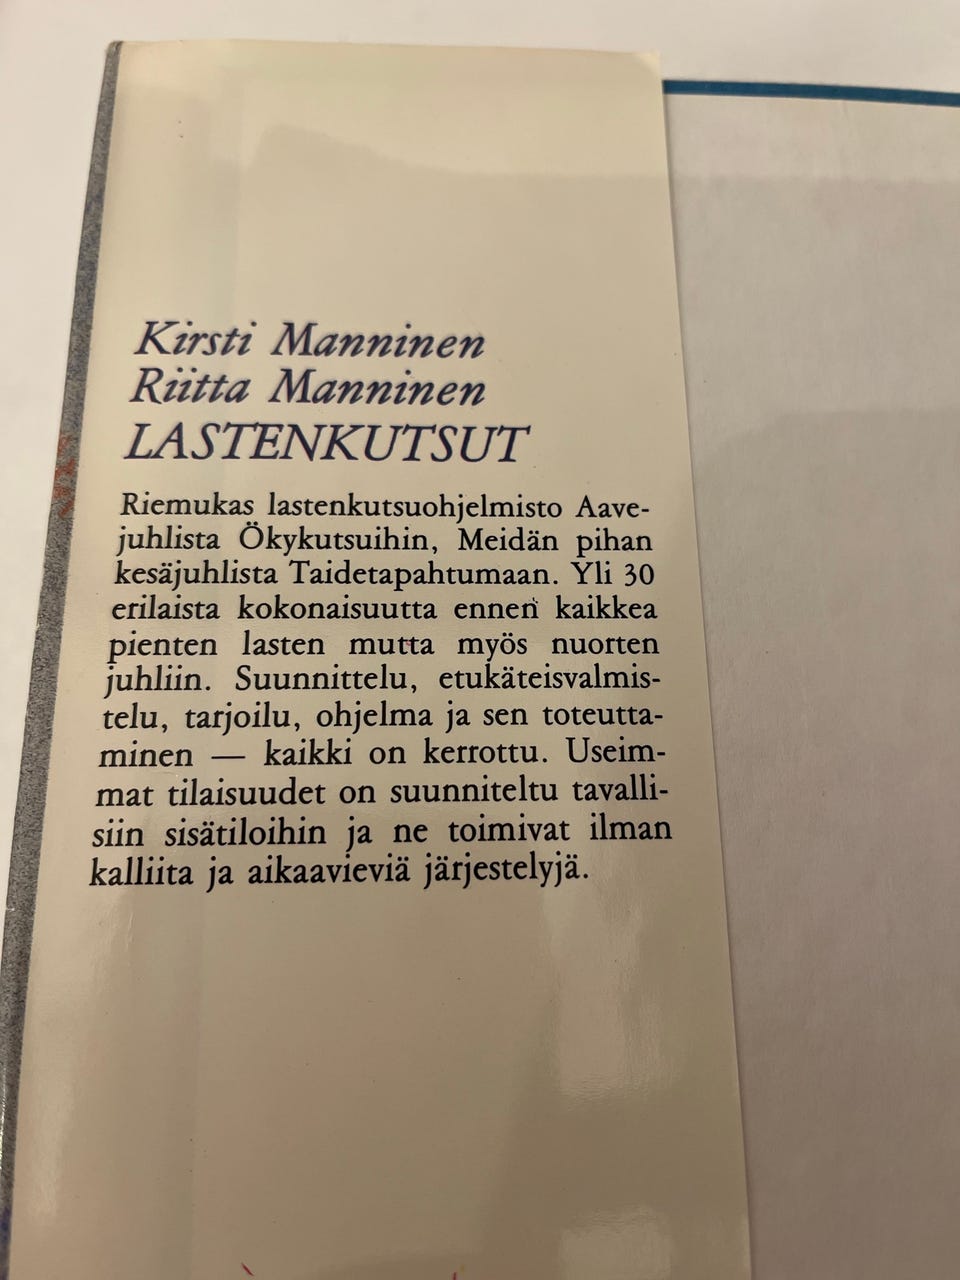 Kirsti Manninen
Riitta Manninen
LASTENKUTSUT
Riemukas lastenkutsuohjelmisto Aave-
juhlista Ökykutsuihin, Meidän pihan
kesäjuhlista Taidetapahtumaan. Yli 30
erilaista kokonaisuutta ennen kaikkea
pienten lasten mutta myös nuorten
juhliin. Suunnittelu, etukäteisvalmis-
telu, tarjoilu, ohjelma ja sen toteutta-
minen — kaikki on kerrottu. Useim-
mat tilaisuudet on suunniteltu tavalli-
siin sisätiloihin ja ne toimivat ilman
kalliita ja aikaavieviä järjestelyjä.